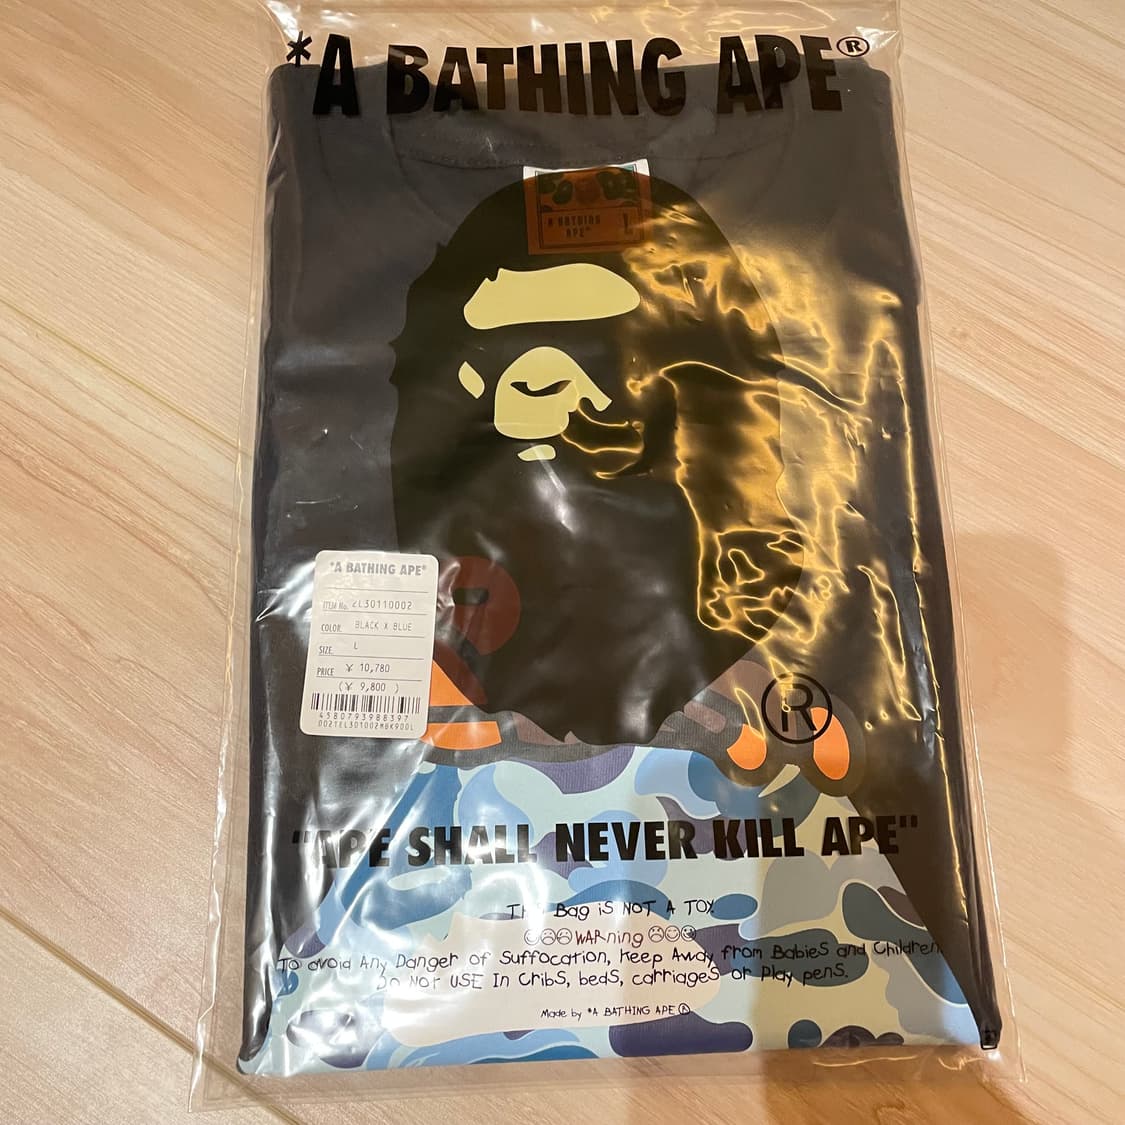 *A BATHING APE®
A BATHING
APE" L
*A BATHING APE*
ITEM No. ZL30110002
COLOR. BLACK X BLUE
SIZE. L
PRICE ¥ 10,780
(¥ 9,800 )
4580793988397
®
"APE SHALL NEVER KILL APE"
This Bag iS NOT A TOY.
WARning
To avoid Any Danger of Suffocation, Keep Away from Babies and Children.
Do Not USE In Cribs, beds, carriages or Play pens.
Made by *A BATHING APE®